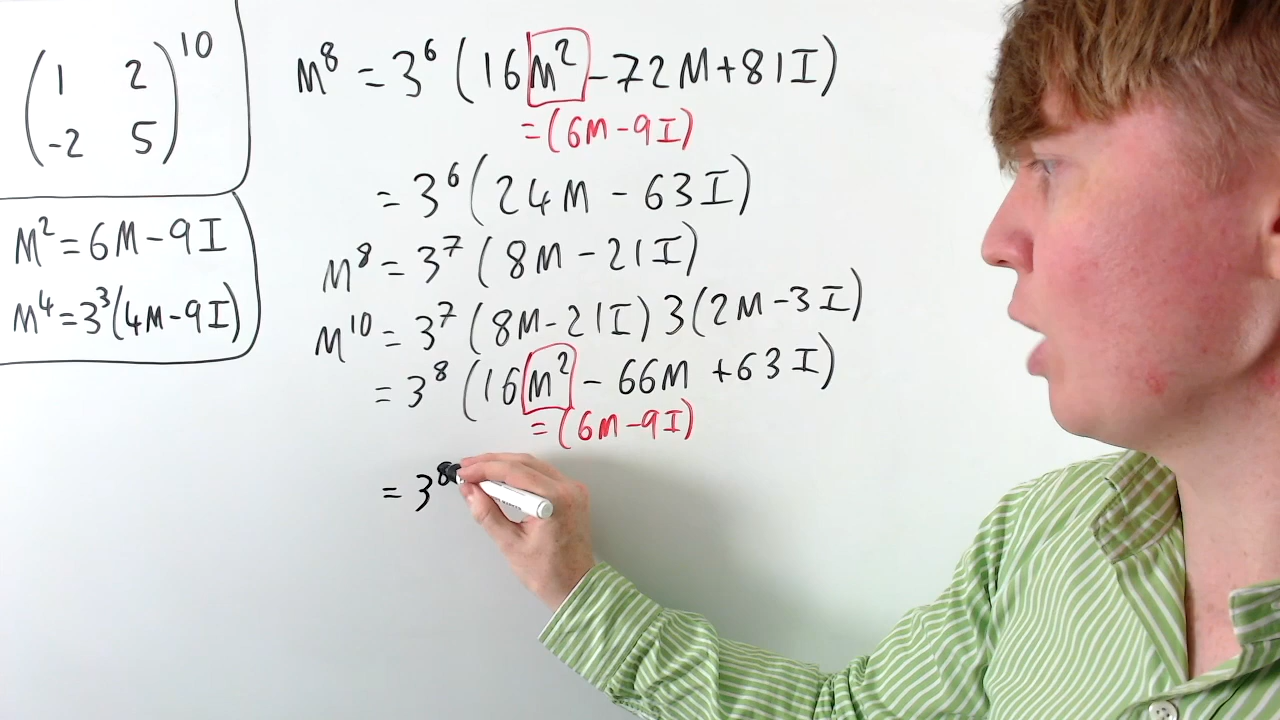 ( 1 2 )^10
( -2 5 )
M² = 6M - 9I
M⁴ = 3³(4M - 9I)
M⁸ = 3⁶ (16M² - 72M + 81I)
= (6M - 9I)
= 3⁶ (24M - 63I)
M⁸ = 3⁷ (8M - 21I)
M¹⁰ = 3⁷ (8M - 21I) 3(2M - 3I)
= 3⁸ (16M² - 66M + 63I)
= (6M - 9I)
= 3⁸